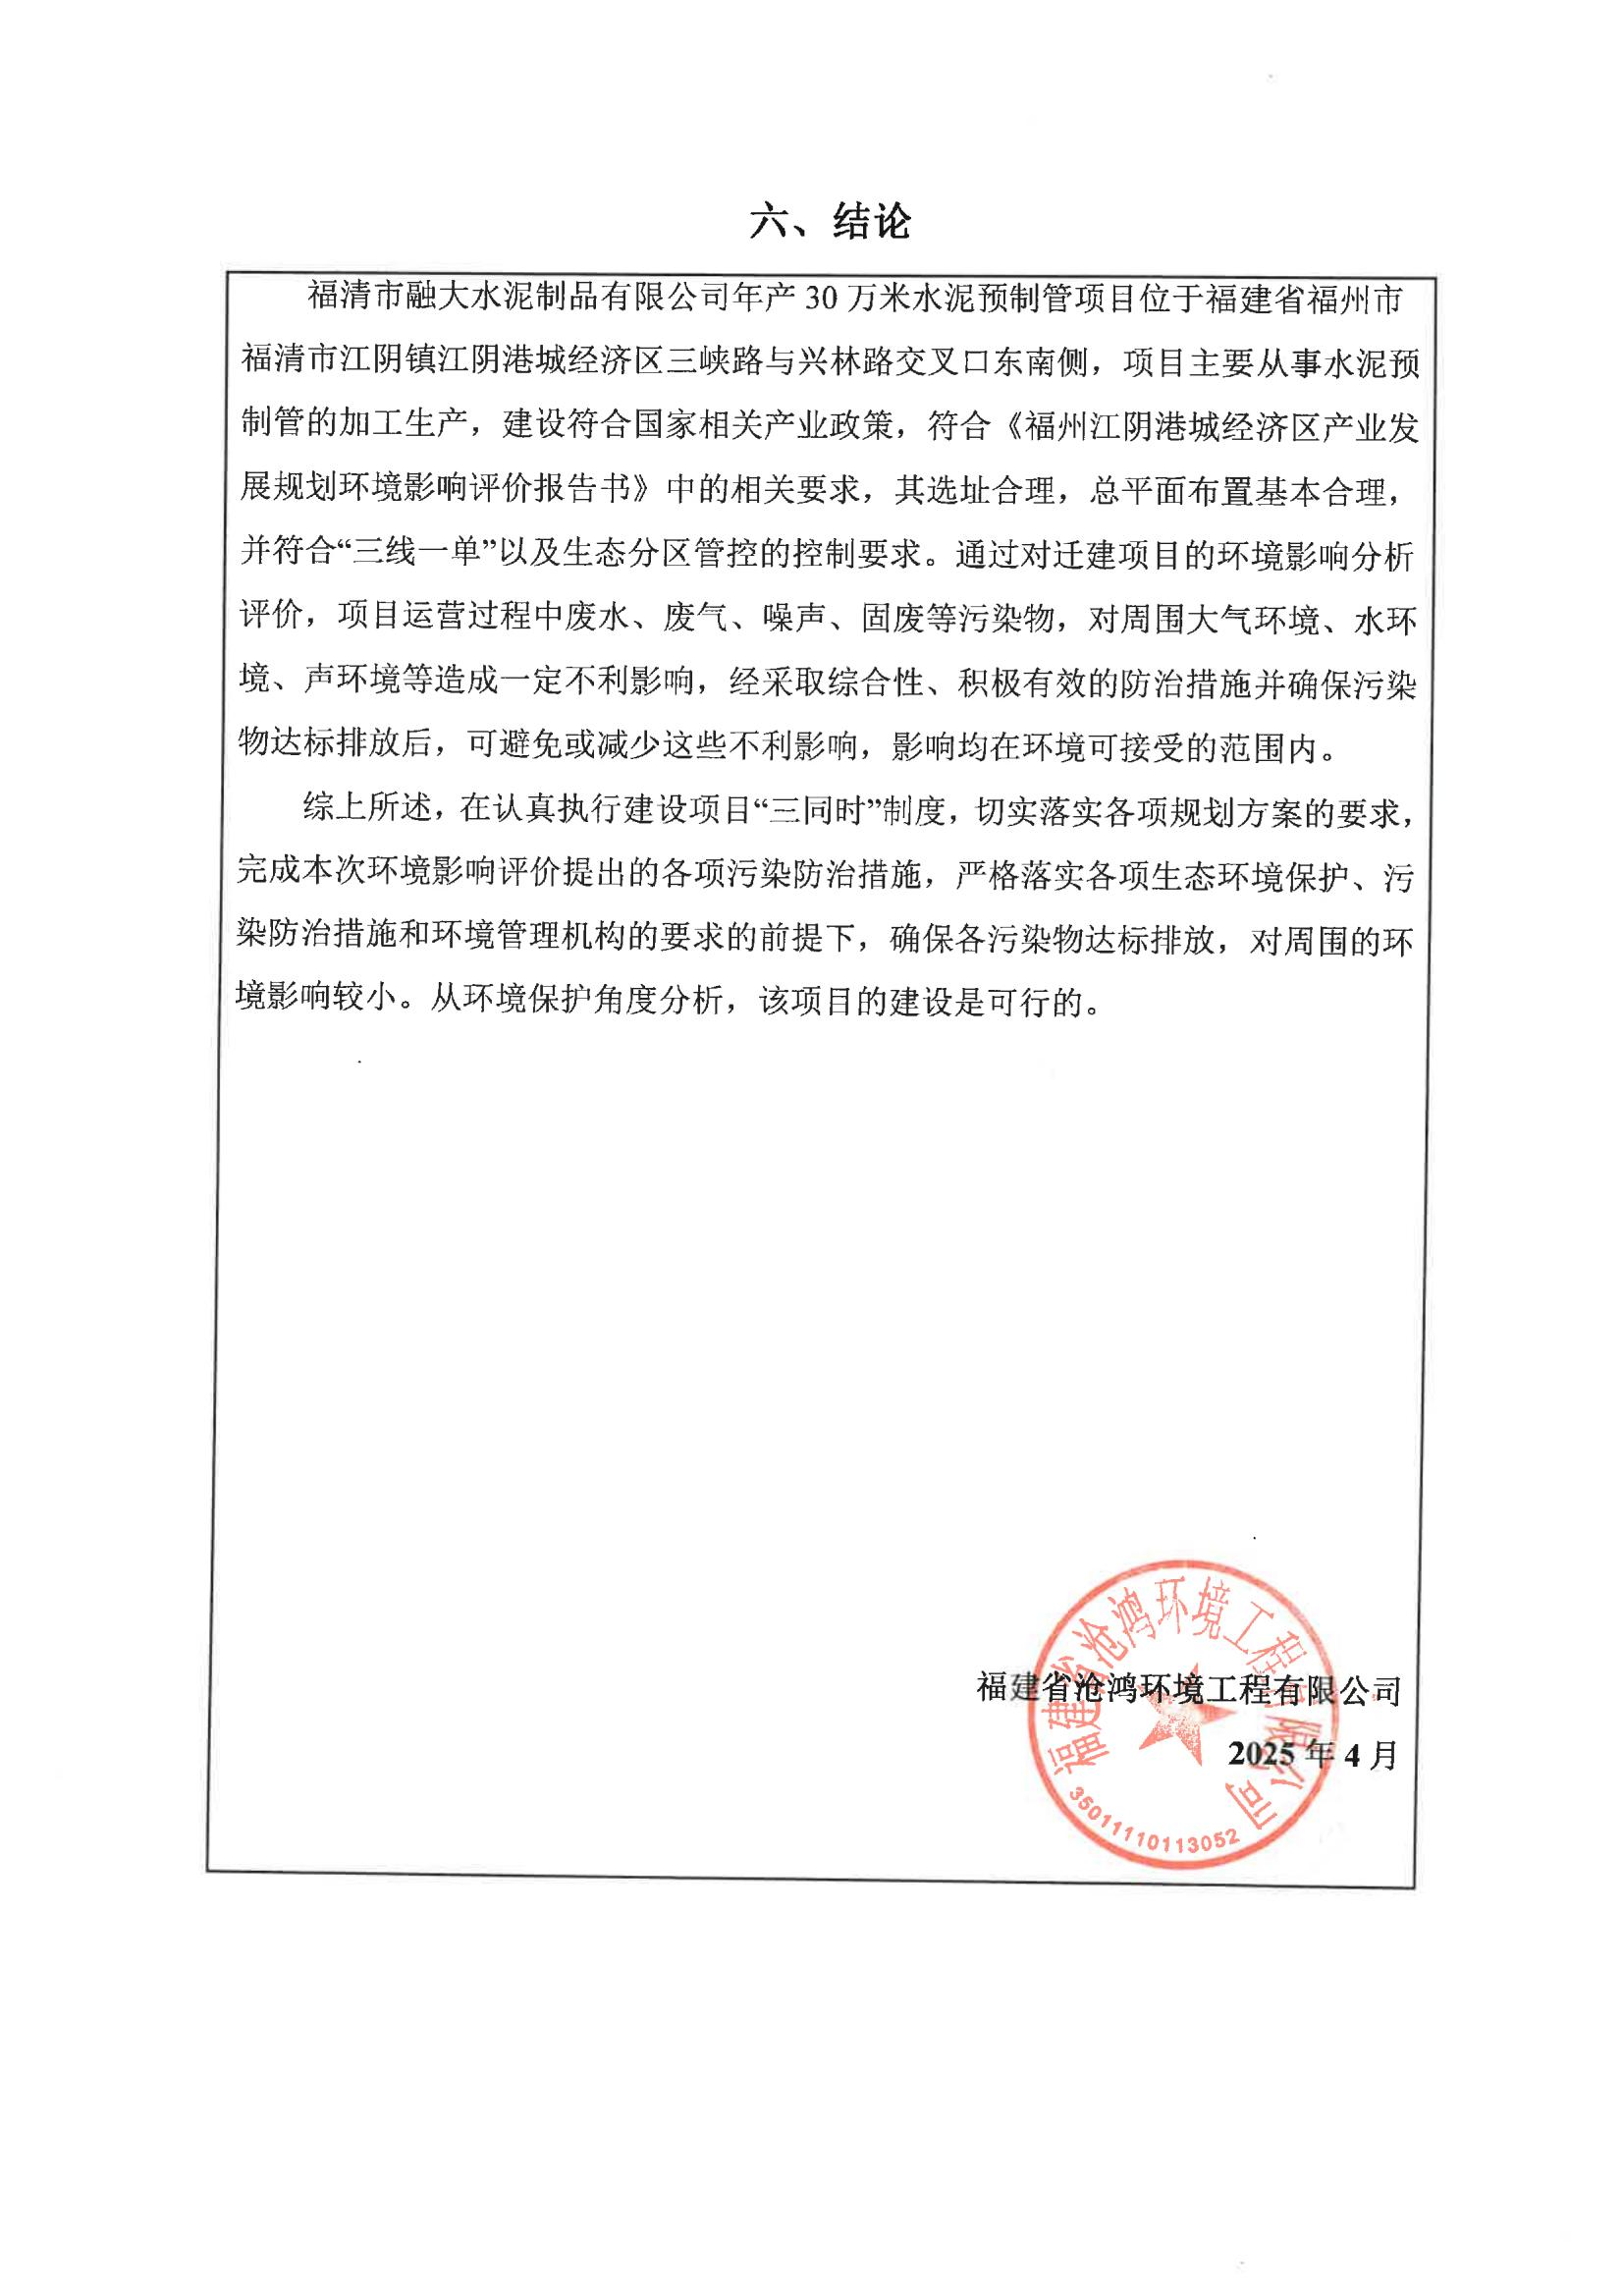 六、结论
福清市融大水泥制品有限公司年产 30 万米水泥预制管项目位于福建省福州市
福清市江阴镇江阴港城经济区三峡路与兴林路交叉口东南侧，项目主要从事水泥预
制管的加工生产，建设符合国家相关产业政策，符合《福州江阴港城经济区产业发
展规划环境影响评价报告书》中的相关要求，其选址合理，总平面布置基本合理，
并符合“三线一单”以及生态分区管控的控制要求。通过对迁建项目的环境影响分析
评价，项目运营过程中废水、废气、噪声、固废等污染物，对周围大气环境、水环
境、声环境等造成一定不利影响，经采取综合性、积极有效的防治措施并确保污染
物达标排放后，可避免或减少这些不利影响，影响均在环境可接受的范围内。
综上所述，在认真执行建设项目“三同时”制度，切实落实各项规划方案的要求，
完成本次环境影响评价提出的各项污染防治措施，严格落实各项生态环境保护、污
染防治措施和环境管理机构的要求的前提下，确保各污染物达标排放，对周围的环
境影响较小。从环境保护角度分析，该项目的建设是可行的。
福建省沧鸿环境工程有限公司
福建省沧鸿环境工程有限公司
2025 年 4 月
35011110113052